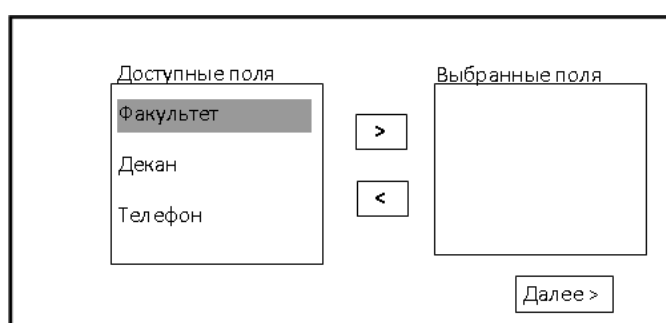 Доступные поля
Выбранные поля
Факультет
>
Декан
<
Телефон
Далее >